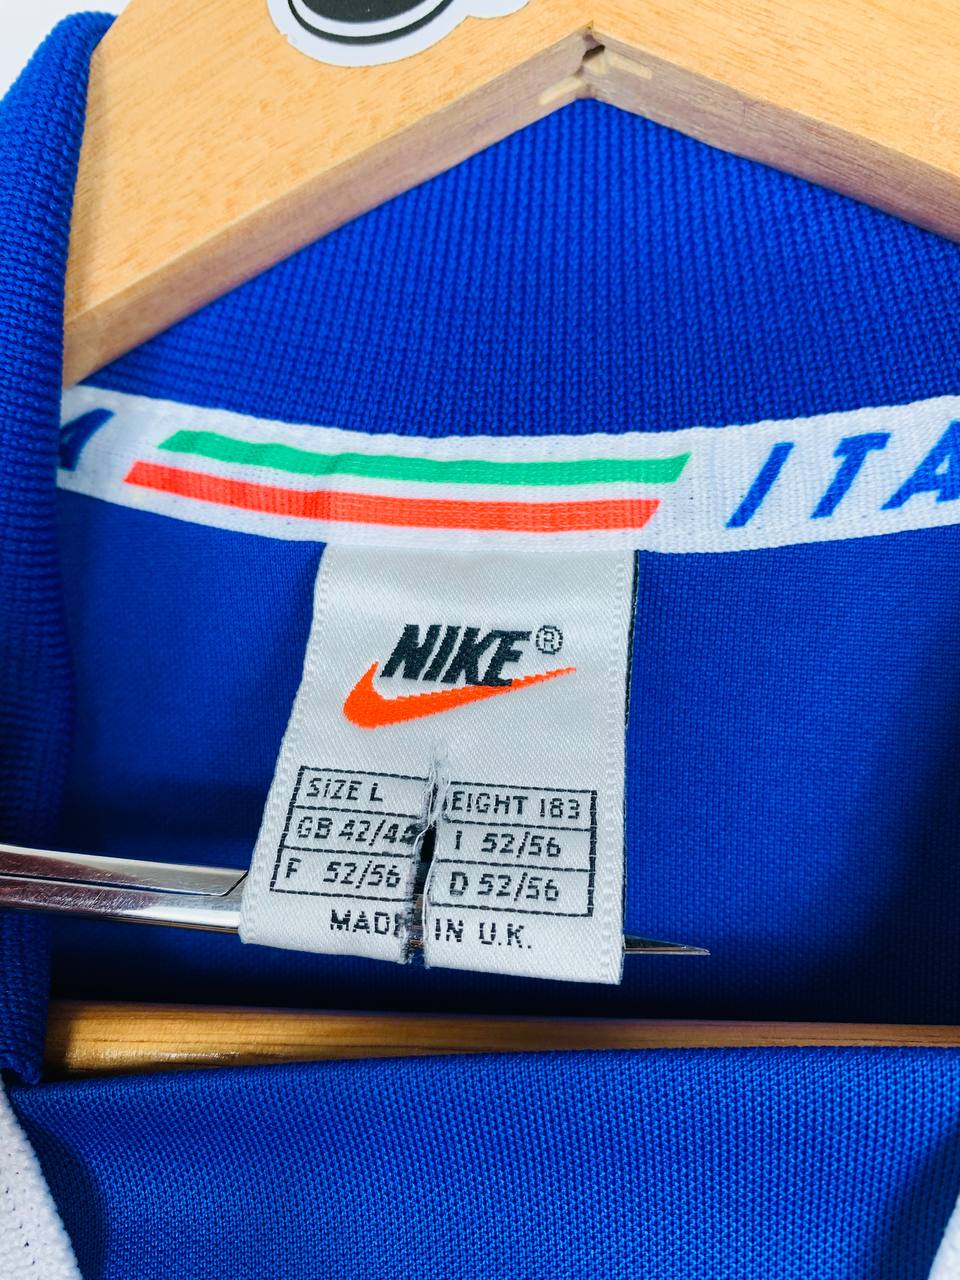 A ITA
NIKE®
SIZE L EIGHT 183
GB 42/44 I 52/56
F 52/56 D 52/56
MADE IN U.K.